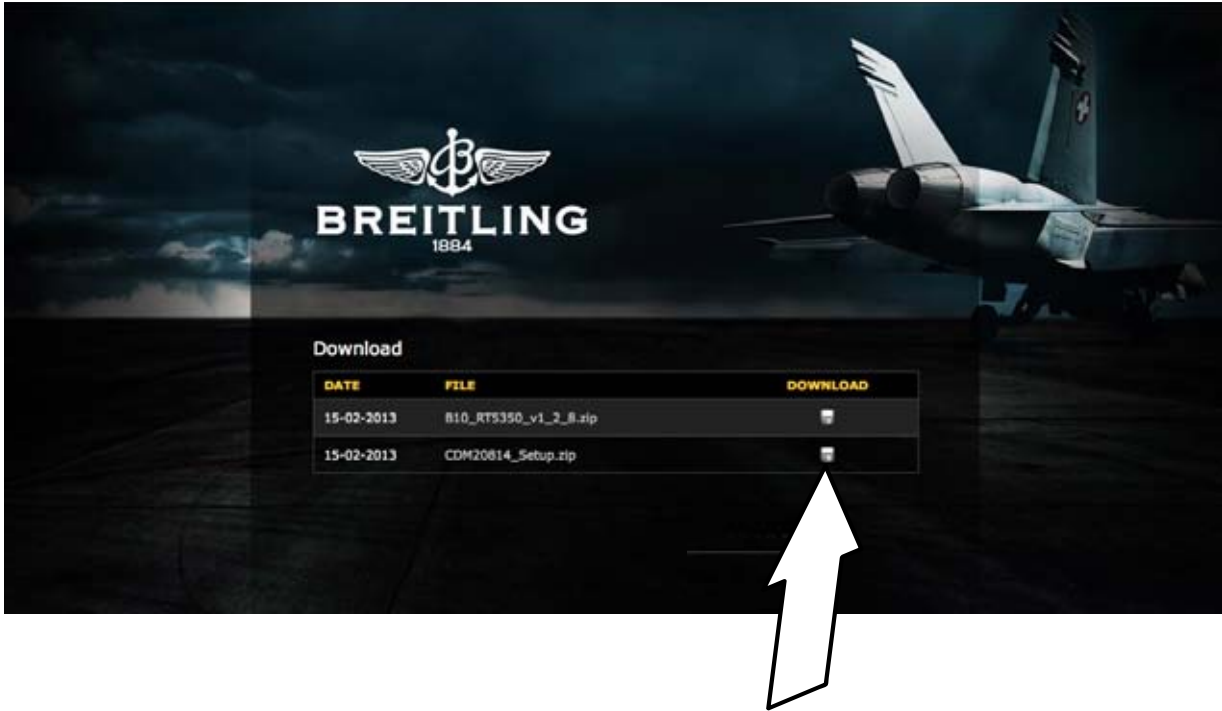 BREITLING
1884
Download
DATE FILE DOWNLOAD
15-02-2013 B10_RT5350_v1_2_8.zip
15-02-2013 CDM20814_Setup.zip